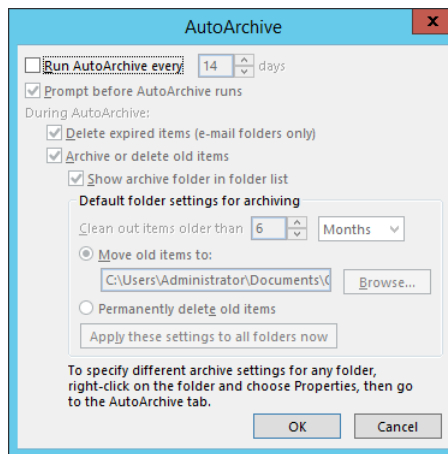 AutoArchive
x
Run AutoArchive every 14 days
Prompt before AutoArchive runs
During AutoArchive:
Delete expired items (e-mail folders only)
Archive or delete old items
Show archive folder in folder list
Default folder settings for archiving
Clean out items older than 6 Months
Move old items to:
C:\Users\Administrator\Documents\ Browse...
Permanently delete old items
Apply these settings to all folders now
To specify different archive settings for any folder,
right-click on the folder and choose Properties, then go
to the AutoArchive tab.
OK Cancel